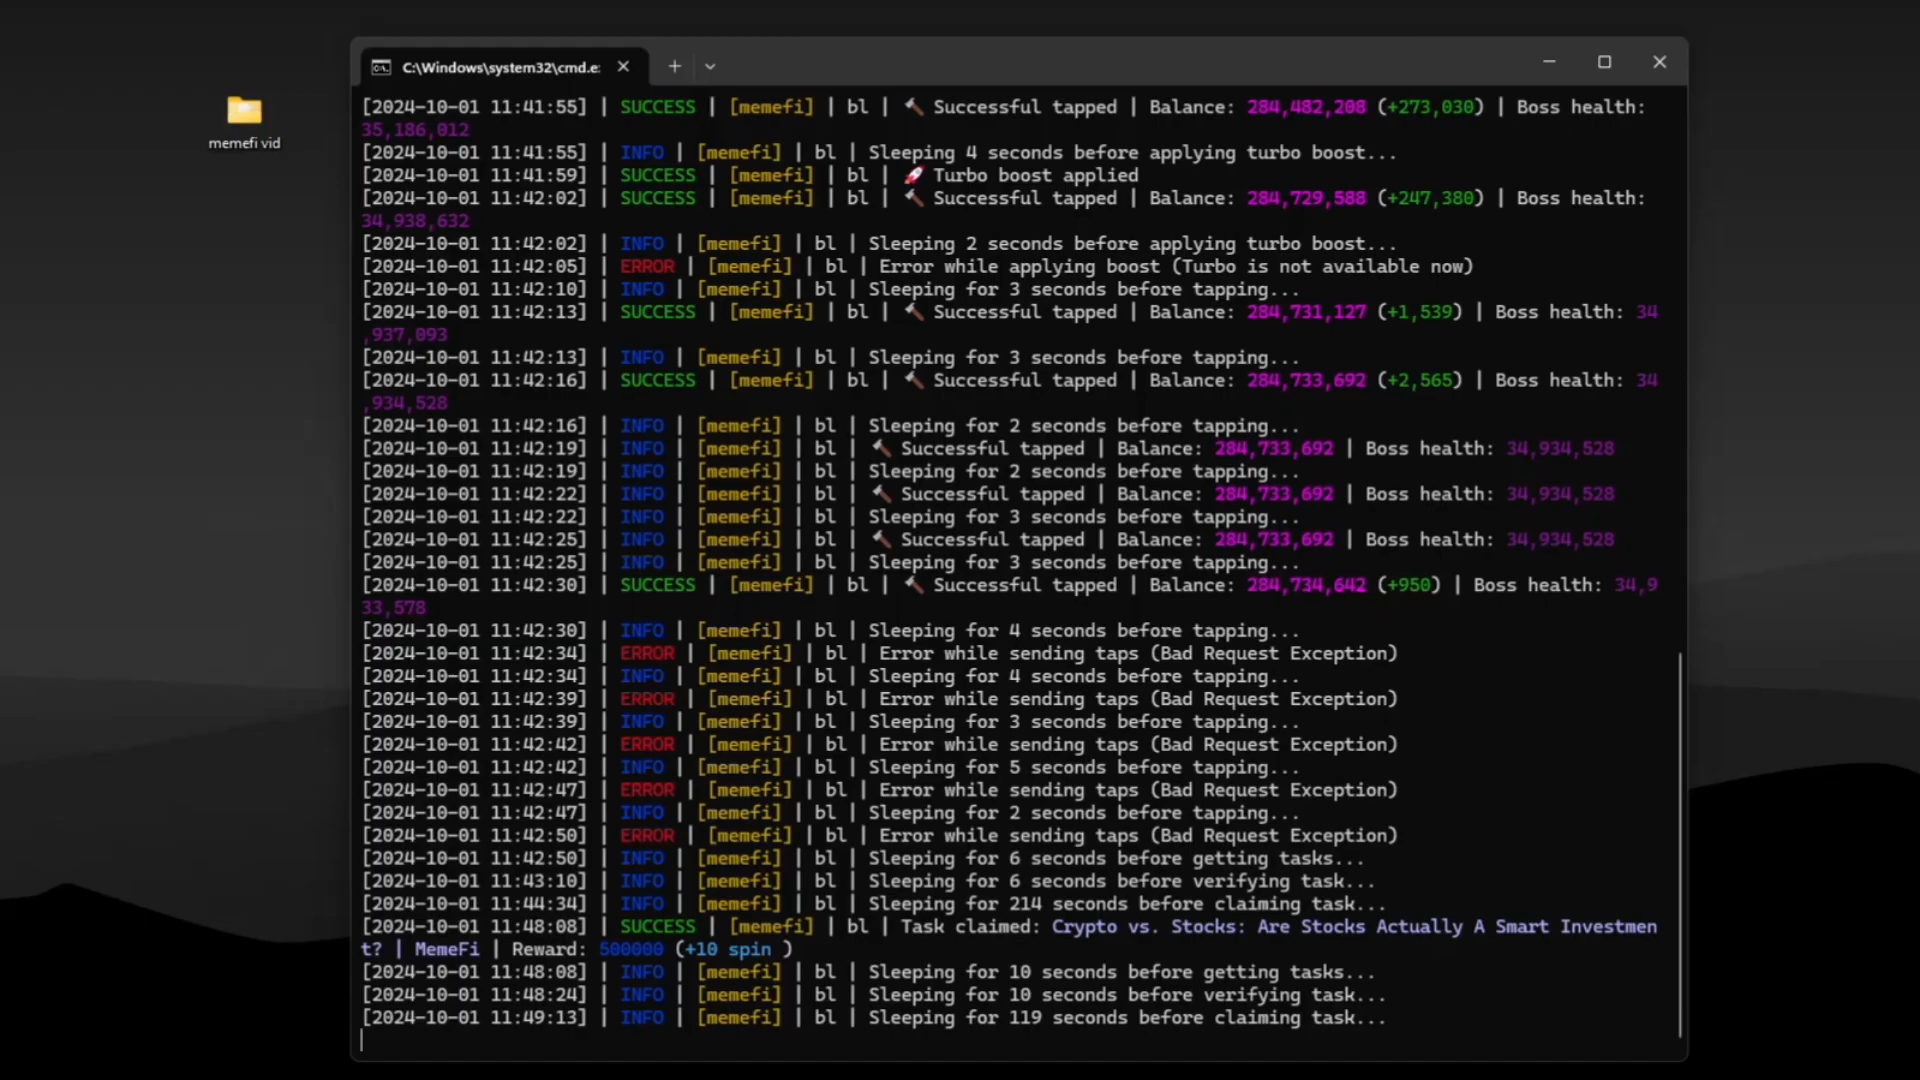 C:\Windows\system32\cmd.e:
memefi vid
[2024-10-01 11:41:55] | SUCCESS | [memefi] | bl | 🔨 Successful tapped | Balance: 284,482,208 (+273,030) | Boss health:
35,186,012
[2024-10-01 11:41:55] | INFO | [memefi] | bl | Sleeping 4 seconds before applying turbo boost...
[2024-10-01 11:41:59] | SUCCESS | [memefi] | bl | 🚀 Turbo boost applied
[2024-10-01 11:42:02] | SUCCESS | [memefi] | bl | 🔨 Successful tapped | Balance: 284,729,588 (+247,380) | Boss health:
34,938,632
[2024-10-01 11:42:02] | INFO | [memefi] | bl | Sleeping 2 seconds before applying turbo boost...
[2024-10-01 11:42:05] | ERROR | [memefi] | bl | Error while applying boost (Turbo is not available now)
[2024-10-01 11:42:10] | INFO | [memefi] | bl | Sleeping for 3 seconds before tapping...
[2024-10-01 11:42:13] | SUCCESS | [memefi] | bl | 🔨 Successful tapped | Balance: 284,731,127 (+1,539) | Boss health: 34
,937,093
[2024-10-01 11:42:13] | INFO | [memefi] | bl | Sleeping for 3 seconds before tapping...
[2024-10-01 11:42:16] | SUCCESS | [memefi] | bl | 🔨 Successful tapped | Balance: 284,733,692 (+2,565) | Boss health: 34
,934,528
[2024-10-01 11:42:16] | INFO | [memefi] | bl | Sleeping for 2 seconds before tapping...
[2024-10-01 11:42:19] | INFO | [memefi] | bl | 🔨 Successful tapped | Balance: 284,733,692 | Boss health: 34,934,528
[2024-10-01 11:42:19] | INFO | [memefi] | bl | Sleeping for 2 seconds before tapping...
[2024-10-01 11:42:22] | INFO | [memefi] | bl | 🔨 Successful tapped | Balance: 284,733,692 | Boss health: 34,934,528
[2024-10-01 11:42:22] | INFO | [memefi] | bl | Sleeping for 3 seconds before tapping...
[2024-10-01 11:42:25] | INFO | [memefi] | bl | 🔨 Successful tapped | Balance: 284,733,692 | Boss health: 34,934,528
[2024-10-01 11:42:25] | INFO | [memefi] | bl | Sleeping for 3 seconds before tapping...
[2024-10-01 11:42:30] | SUCCESS | [memefi] | bl | 🔨 Successful tapped | Balance: 284,734,642 (+950) | Boss health: 34,9
33,578
[2024-10-01 11:42:30] | INFO | [memefi] | bl | Sleeping for 4 seconds before tapping...
[2024-10-01 11:42:34] | ERROR | [memefi] | bl | Error while sending taps (Bad Request Exception)
[2024-10-01 11:42:34] | INFO | [memefi] | bl | Sleeping for 4 seconds before tapping...
[2024-10-01 11:42:39] | ERROR | [memefi] | bl | Error while sending taps (Bad Request Exception)
[2024-10-01 11:42:39] | INFO | [memefi] | bl | Sleeping for 3 seconds before tapping...
[2024-10-01 11:42:42] | ERROR | [memefi] | bl | Error while sending taps (Bad Request Exception)
[2024-10-01 11:42:42] | INFO | [memefi] | bl | Sleeping for 5 seconds before tapping...
[2024-10-01 11:42:47] | ERROR | [memefi] | bl | Error while sending taps (Bad Request Exception)
[2024-10-01 11:42:47] | INFO | [memefi] | bl | Sleeping for 2 seconds before tapping...
[2024-10-01 11:42:50] | ERROR | [memefi] | bl | Error while sending taps (Bad Request Exception)
[2024-10-01 11:42:50] | INFO | [memefi] | bl | Sleeping for 6 seconds before getting tasks...
[2024-10-01 11:43:10] | INFO | [memefi] | bl | Sleeping for 6 seconds before verifying task...
[2024-10-01 11:44:34] | INFO | [memefi] | bl | Sleeping for 214 seconds before claiming task...
[2024-10-01 11:48:08] | SUCCESS | [memefi] | bl | Task claimed: Crypto vs. Stocks: Are Stocks Actually A Smart Investmen
t? | MemeFi | Reward: 500000 (+10 spin )
[2024-10-01 11:48:08] | INFO | [memefi] | bl | Sleeping for 10 seconds before getting tasks...
[2024-10-01 11:48:24] | INFO | [memefi] | bl | Sleeping for 10 seconds before verifying task...
[2024-10-01 11:49:13] | INFO | [memefi] | bl | Sleeping for 119 seconds before claiming task...